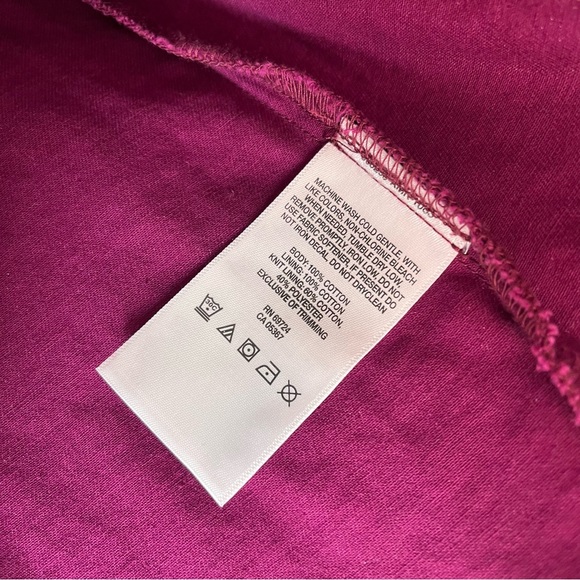 MACHINE WASH COLD GENTLE, WITH
LIKE COLORS, NON-CHLORINE BLEACH
WHEN NEEDED, TUMBLE DRY LOW.
REMOVE PROMPTLY. IRON LOW. DO NOT
USE FABRIC SOFTENER. IF PRESENT DO
NOT IRON DECAL DO NOT DRYCLEAN
BODY: 100% COTTON
LINING: 100% COTTON
KNIT LINING: 60% COTTON.
40% POLYESTER
EXCLUSIVE OF TRIMMING
RN 69724
CA 05367